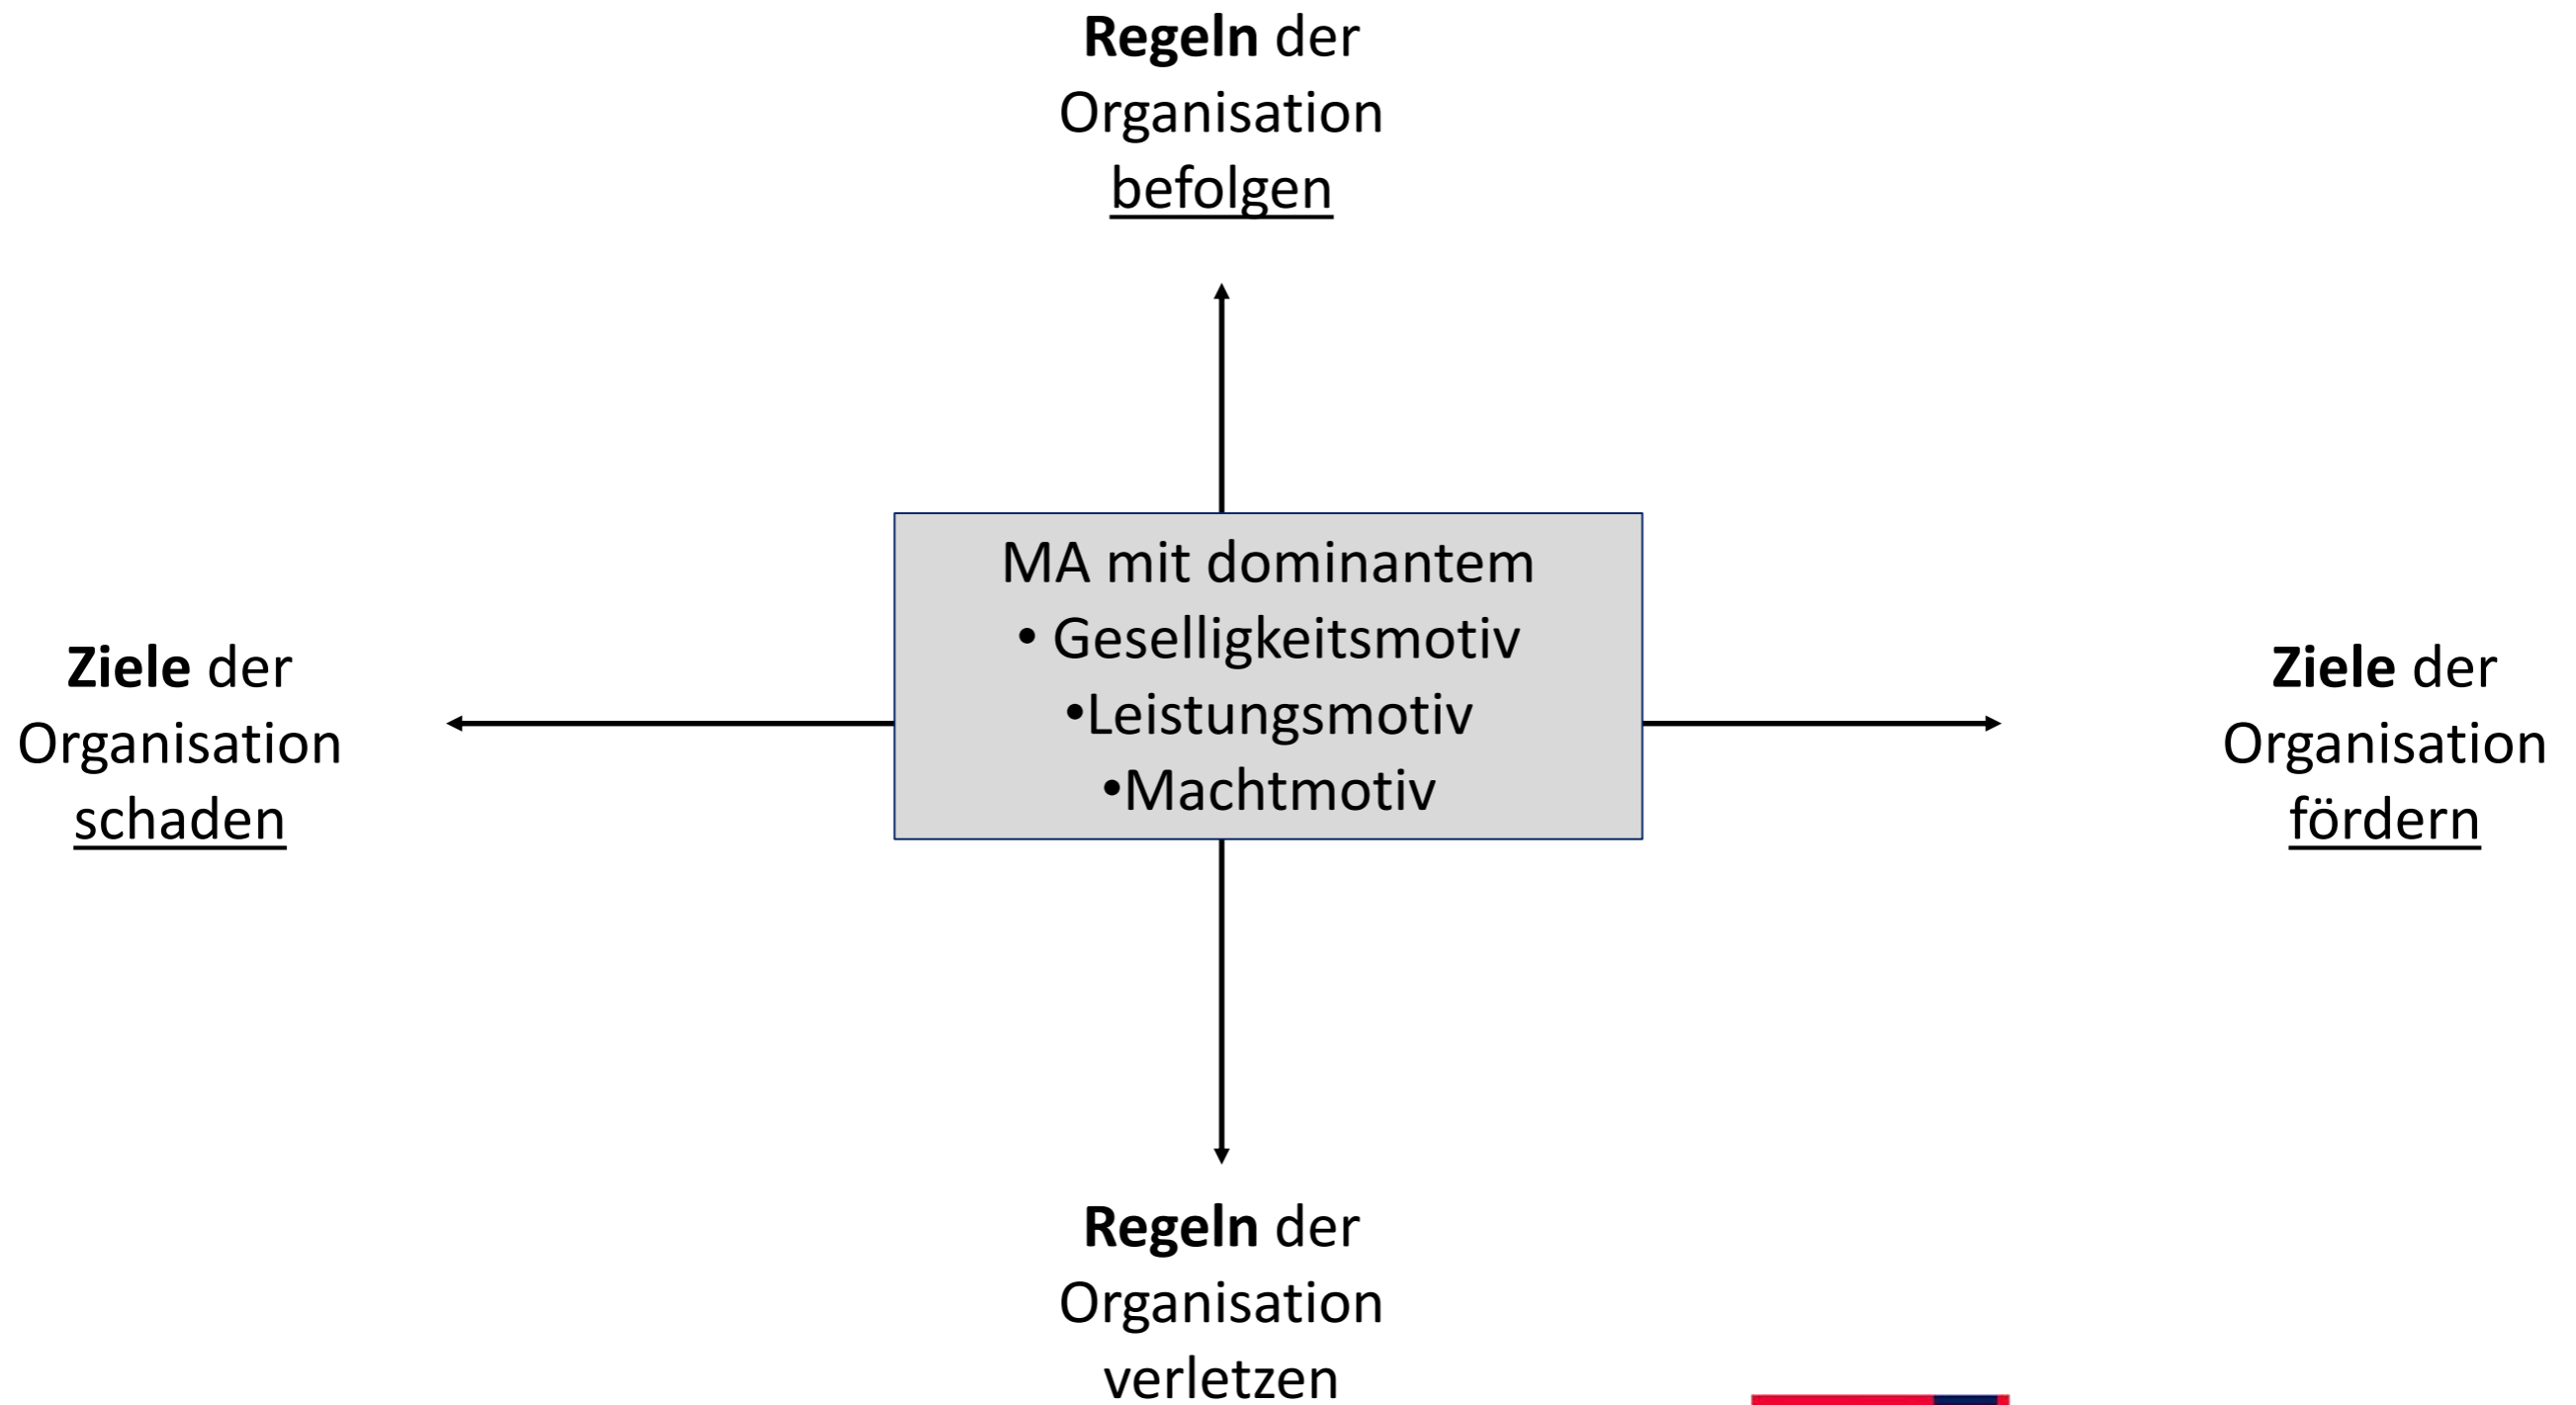 Regeln der
Organisation
befolgen
MA mit dominantem
• Geselligkeitsmotiv
•Leistungsmotiv
•Machtmotiv
Ziele der
Organisation
schaden
Ziele der
Organisation
fördern
Regeln der
Organisation
verletzen